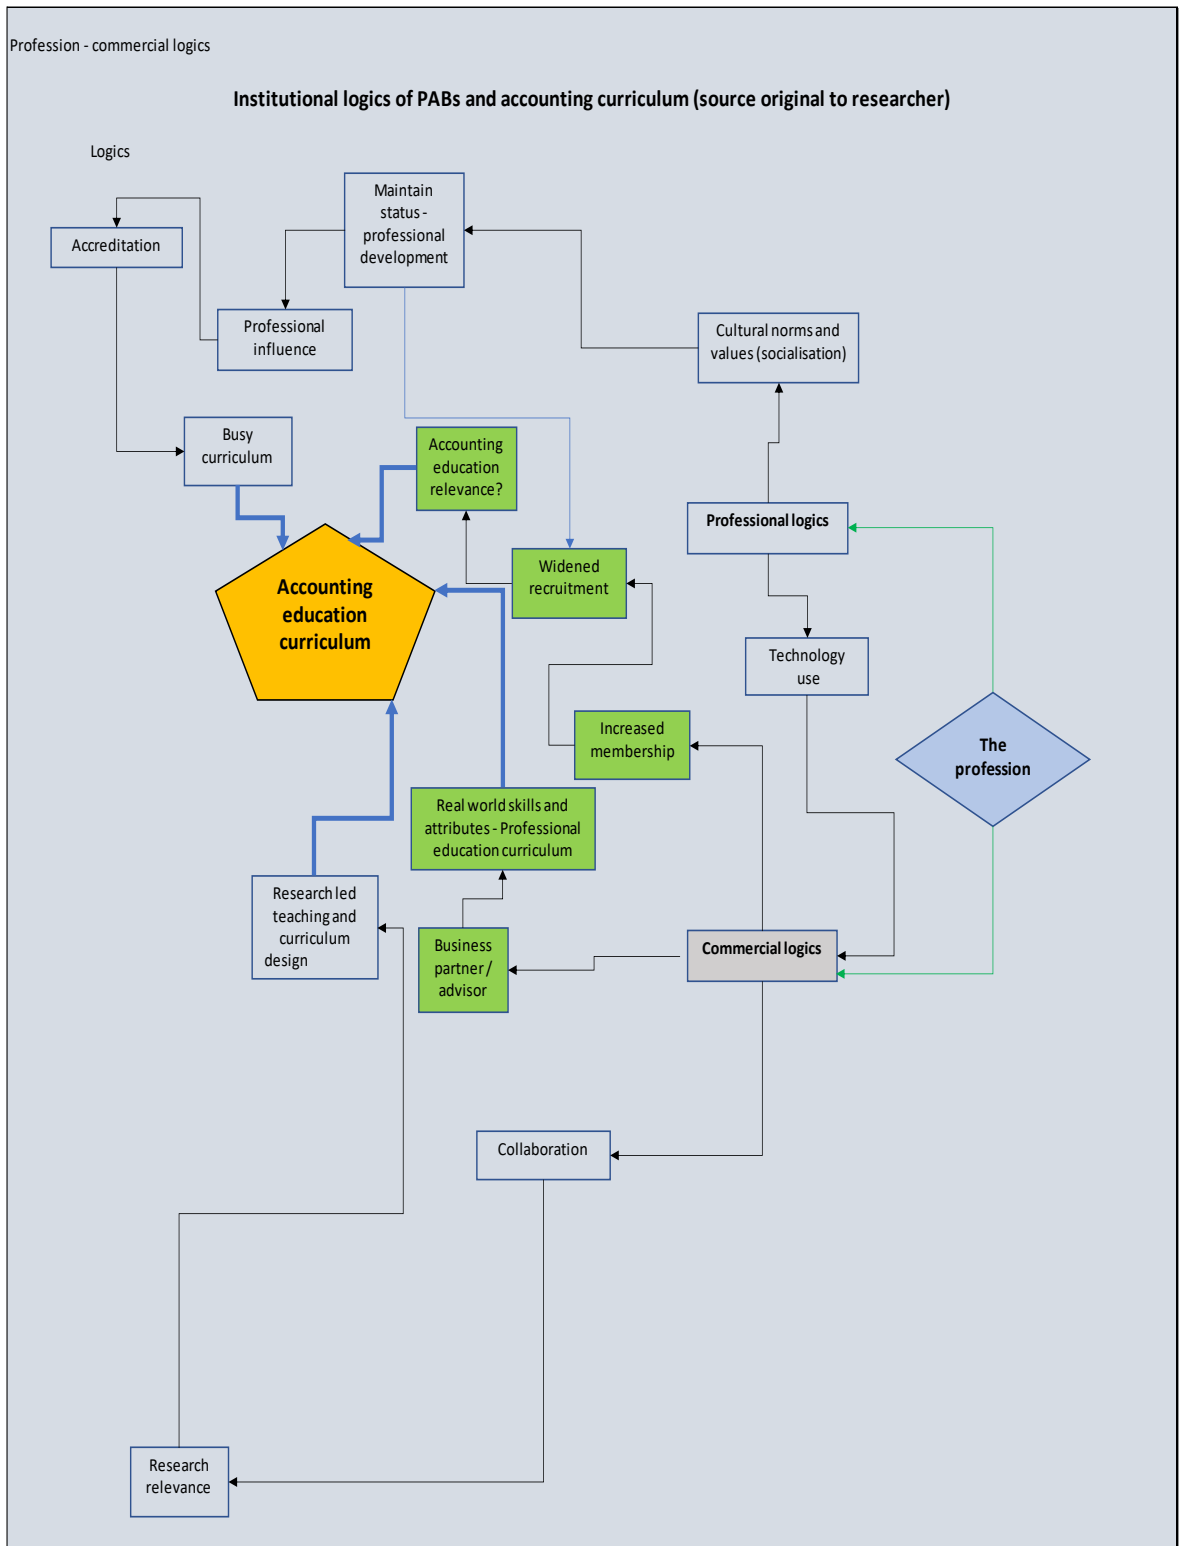 Profession - commercial logics
Institutional logics of PABs and accounting curriculum (source original to researcher)
Logics
Maintain
status -
professional
development
Accreditation
Professional
influence
Cultural norms and
values (socialisation)
Busy
curriculum
Accounting
education
relevance?
Professional logics
Widened
recruitment
Accounting
education
curriculum
Technology
use
Increased
membership
The
profession
Real world skills and
attributes - Professional
education curriculum
Research led
teaching and
curriculum
design
Business
partner /
advisor
Commercial logics
Collaboration
Research
relevance